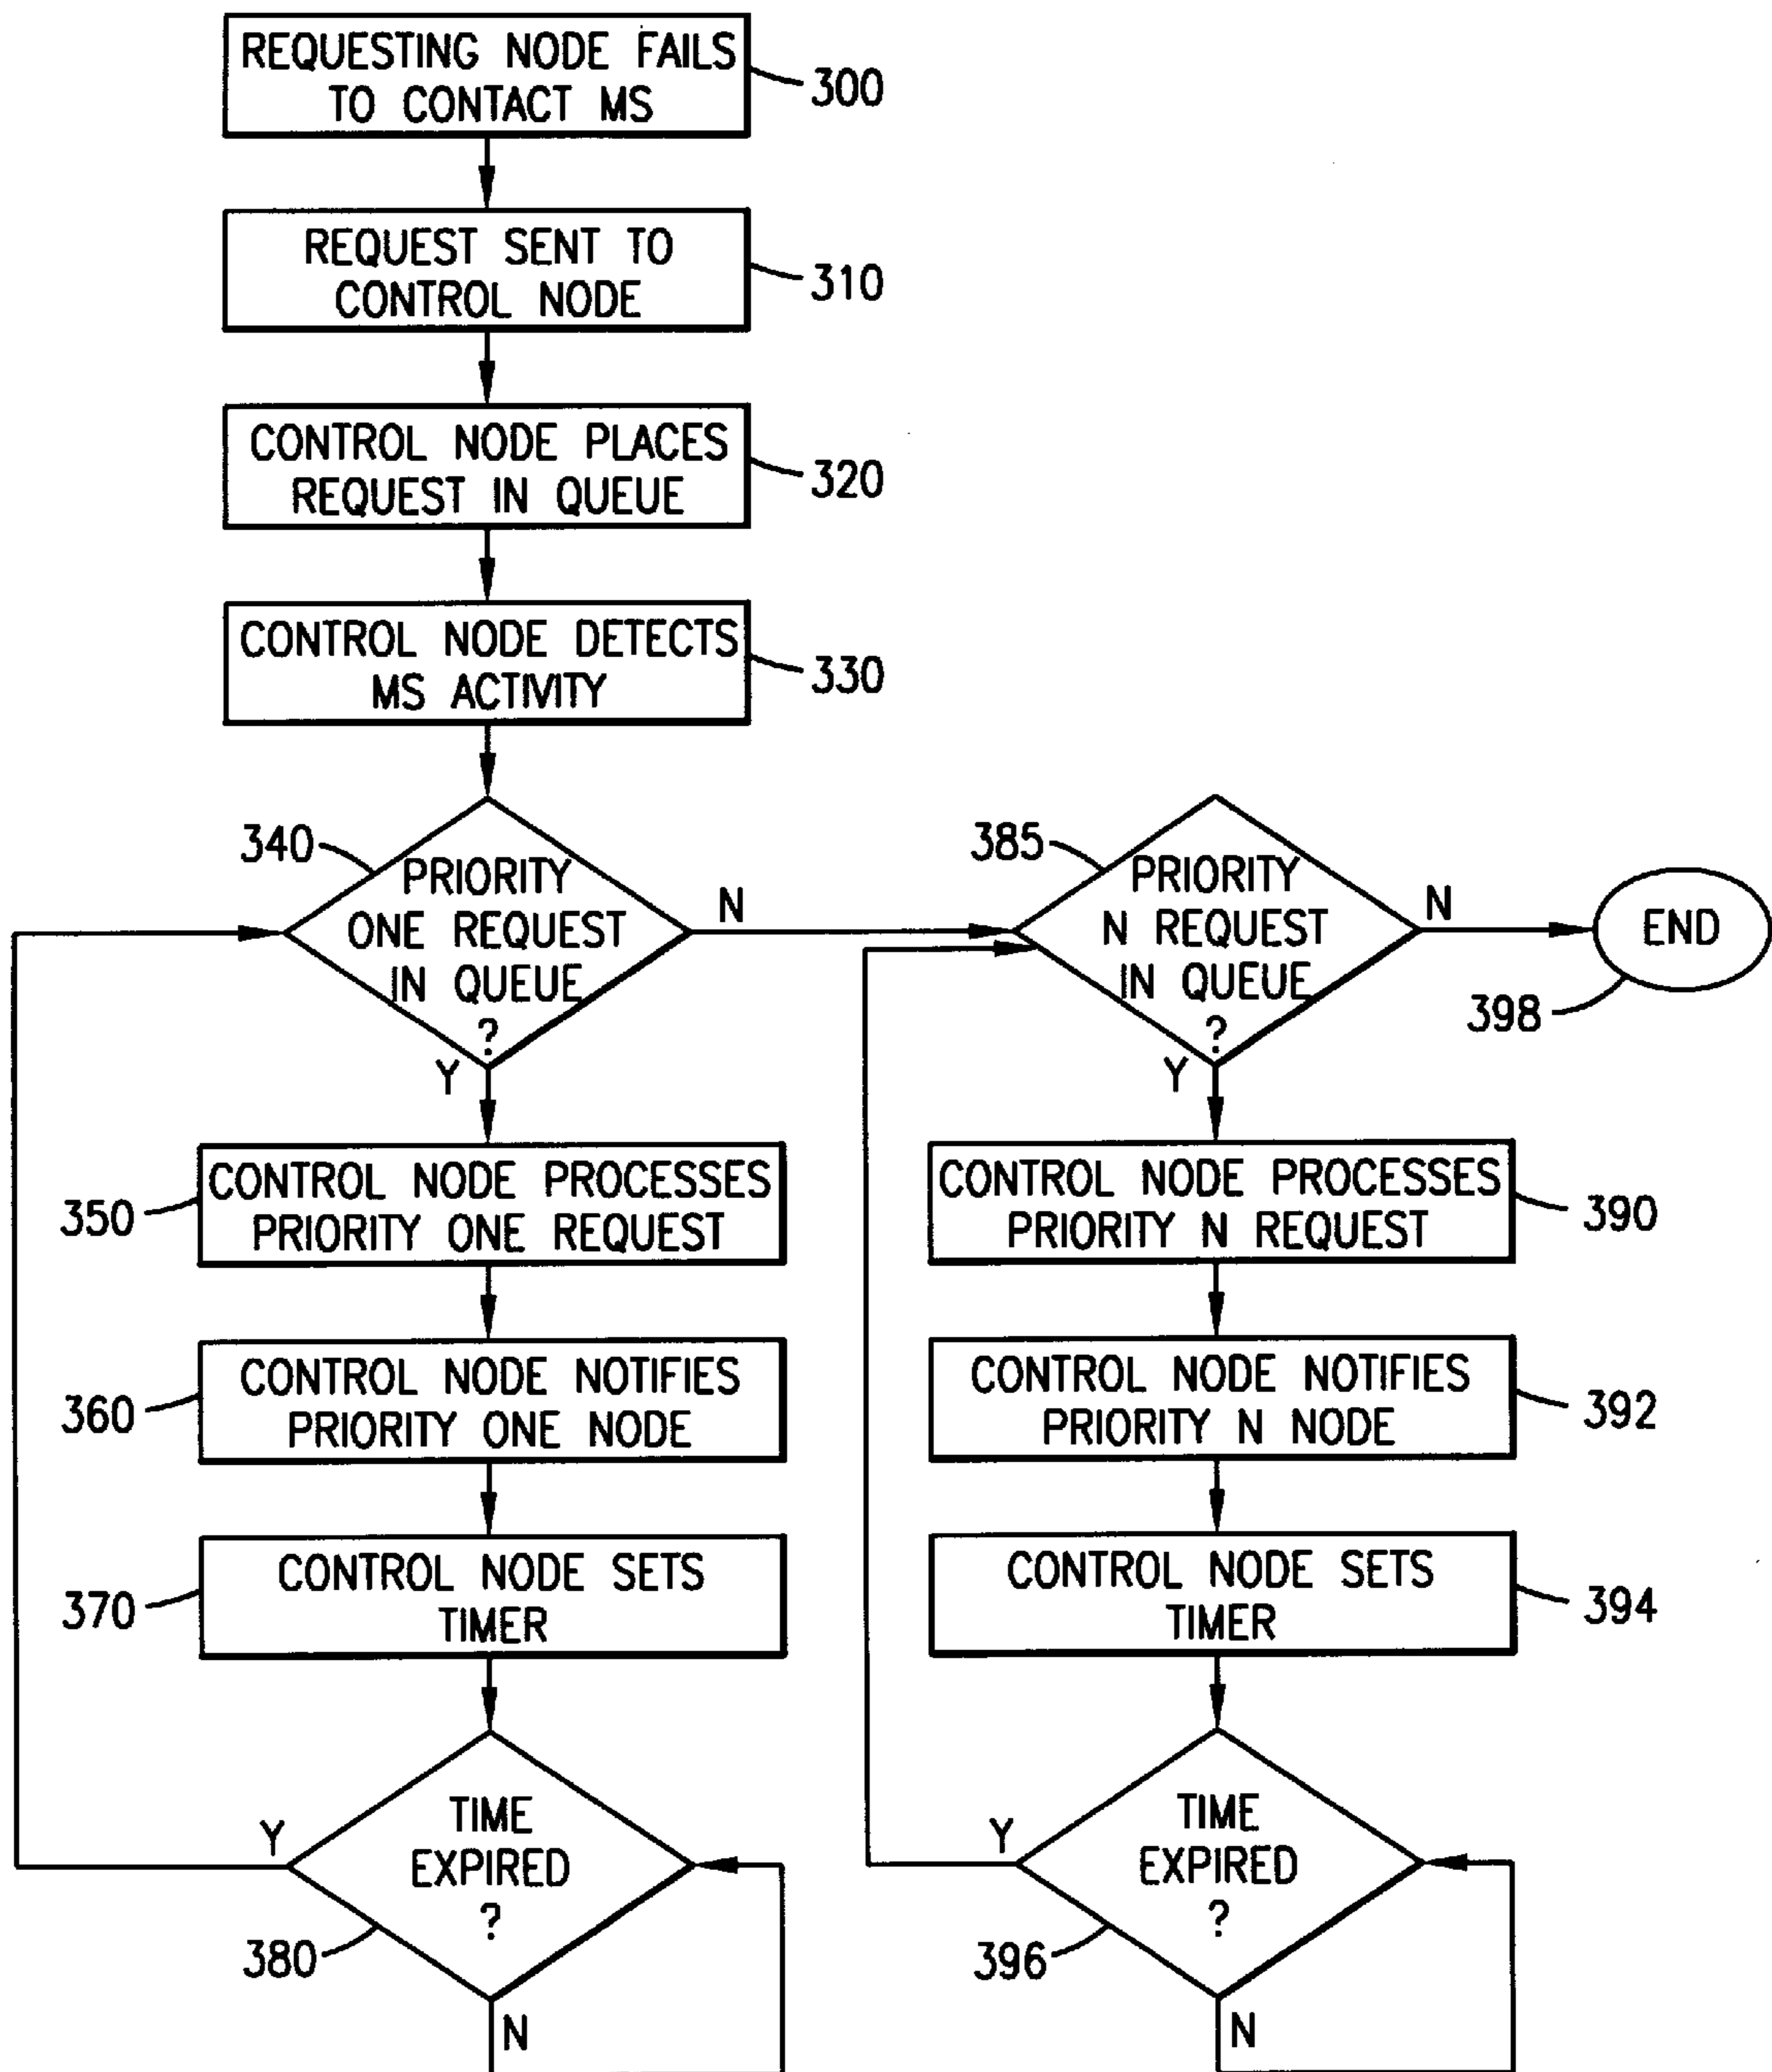 REQUESTING NODE FAILS
TO CONTACT MS
300
REQUEST SENT TO
CONTROL NODE
310
CONTROL NODE PLACES
REQUEST IN QUEUE
320
CONTROL NODE DETECTS
MS ACTIVITY
330
340
PRIORITY
ONE REQUEST
IN QUEUE
?
N
Y
385
PRIORITY
N REQUEST
IN QUEUE
?
N
Y
END
398
CONTROL NODE PROCESSES
PRIORITY ONE REQUEST
350
CONTROL NODE PROCESSES
PRIORITY N REQUEST
390
CONTROL NODE NOTIFIES
PRIORITY ONE NODE
360
CONTROL NODE NOTIFIES
PRIORITY N NODE
392
CONTROL NODE SETS
TIMER
370
CONTROL NODE SETS
TIMER
394
Y
TIME
EXPIRED
?
380
N
Y
TIME
EXPIRED
?
396
N